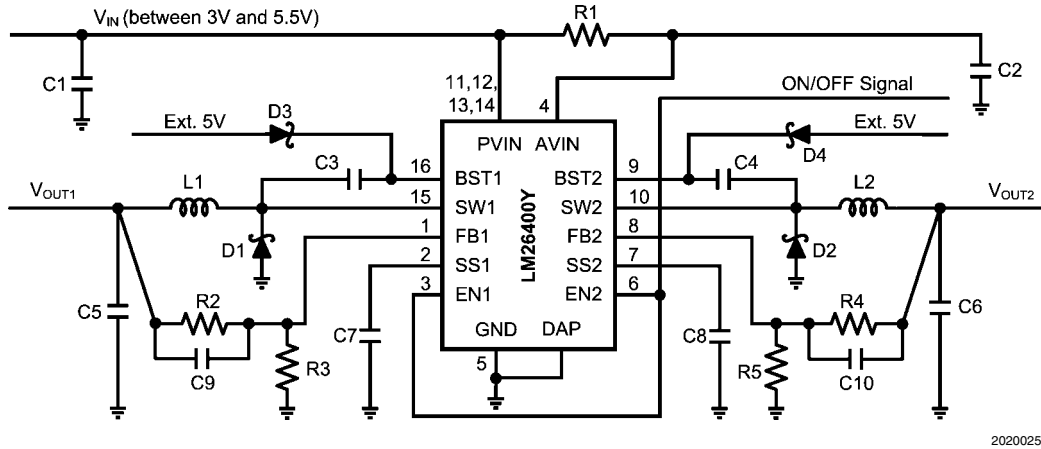 V_IN (between 3V and 5.5V)
R1
C1
C2
11,12,
13,14
4
ON/OFF Signal
D3
Ext. 5V
Ext. 5V
D4
PVIN AVIN
C3
16
BST1
BST2
9
C4
V_OUT1
L1
15
SW1
SW2
10
L2
V_OUT2
LM26400Y
D1
1
FB1
FB2
8
D2
2
SS1
SS2
7
3
EN1
EN2
6
C5
R2
C7
GND DAP
C8
R4
C6
5
C9
R3
R5
C10
2020025